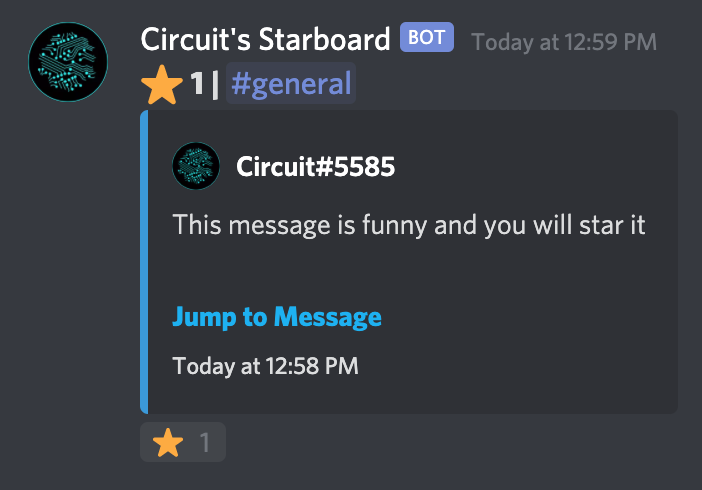 Circuit's Starboard BOT Today at 12:59 PM
⭐ 1 | #general
Circuit#5585
This message is funny and you will star it
Jump to Message
Today at 12:58 PM
⭐ 1